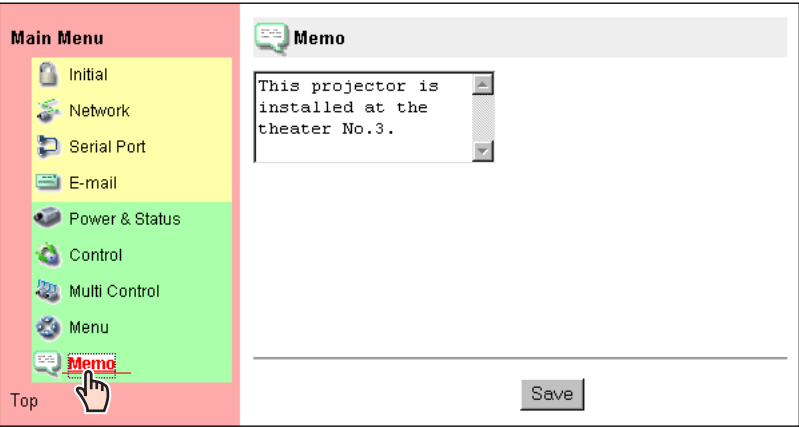 Main Menu
Initial
Network
Serial Port
E-mail
Power & Status
Control
Multi Control
Menu
Memo
Top
Memo
This projector is
installed at the
theater No.3.
Save